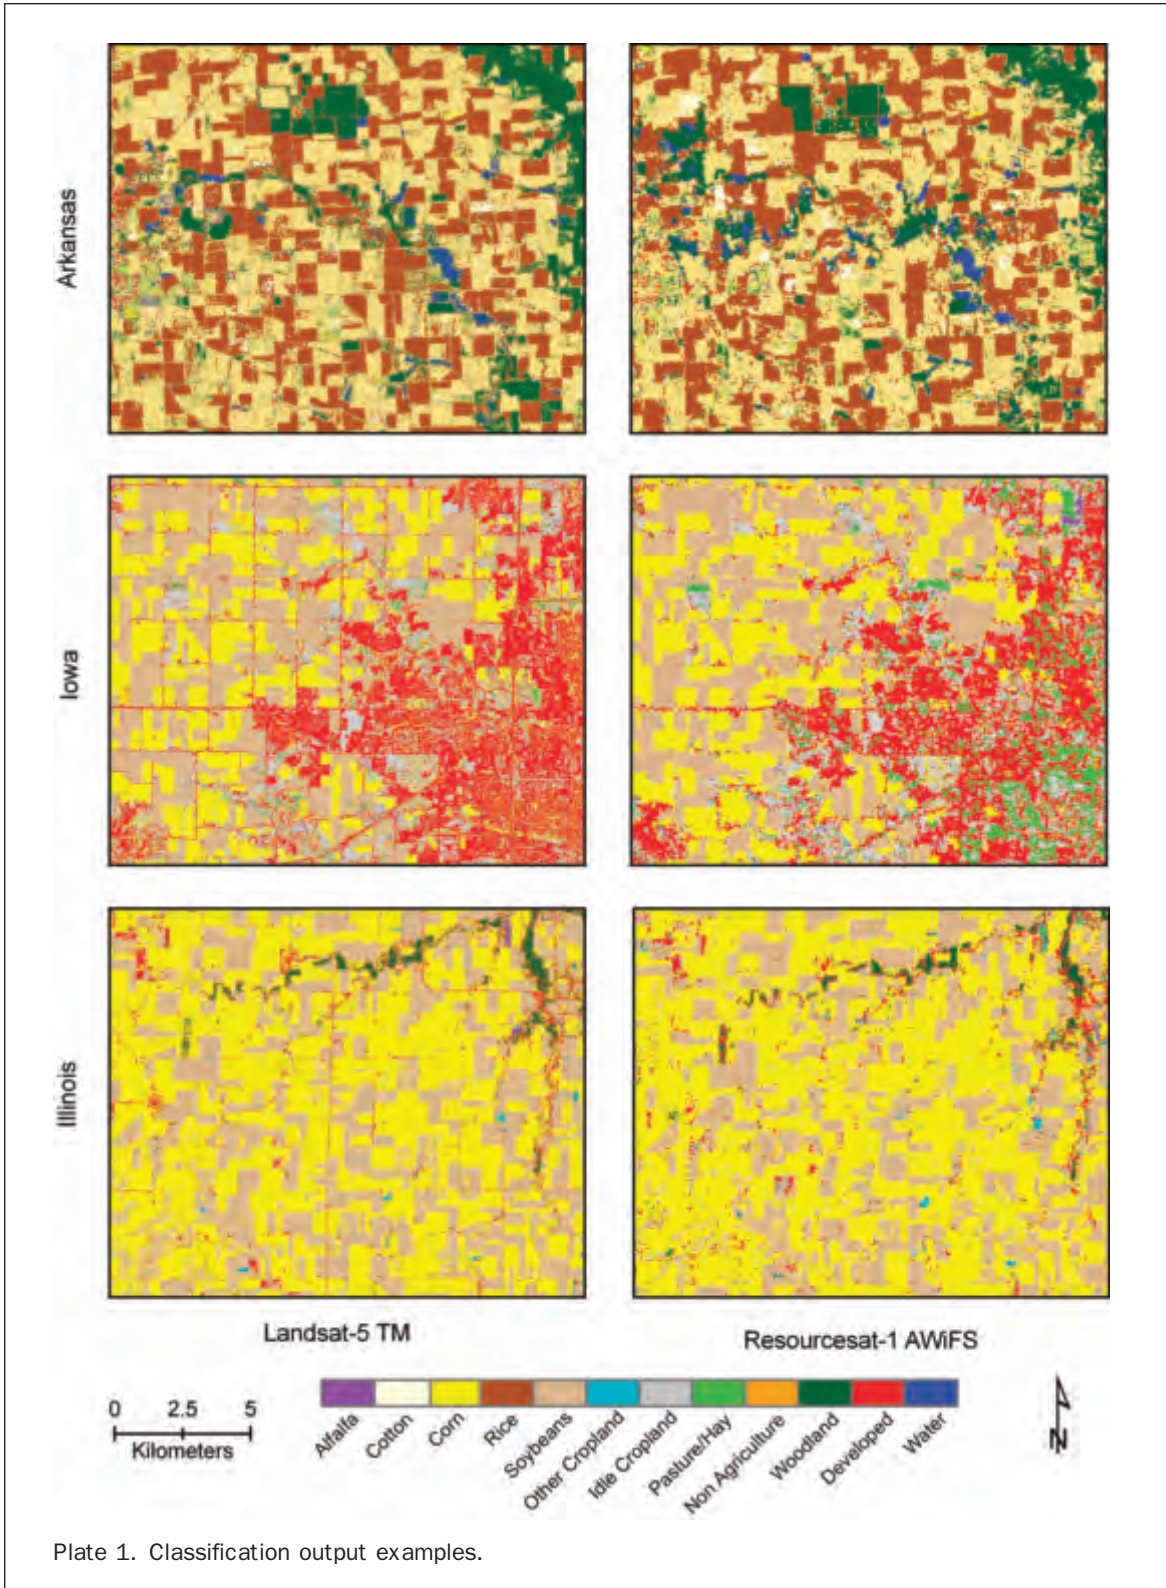 Arkansas
Iowa
Illinois
Landsat-5 TM
Resourcesat-1 AWiFS
0 2.5 5
Kilometers
Alfalfa
Cotton
Corn
Rice
Soybeans
Other Cropland
Idle Cropland
Pasture/Hay
Non Agriculture
Woodland
Developed
Water
N
Plate 1. Classification output examples.